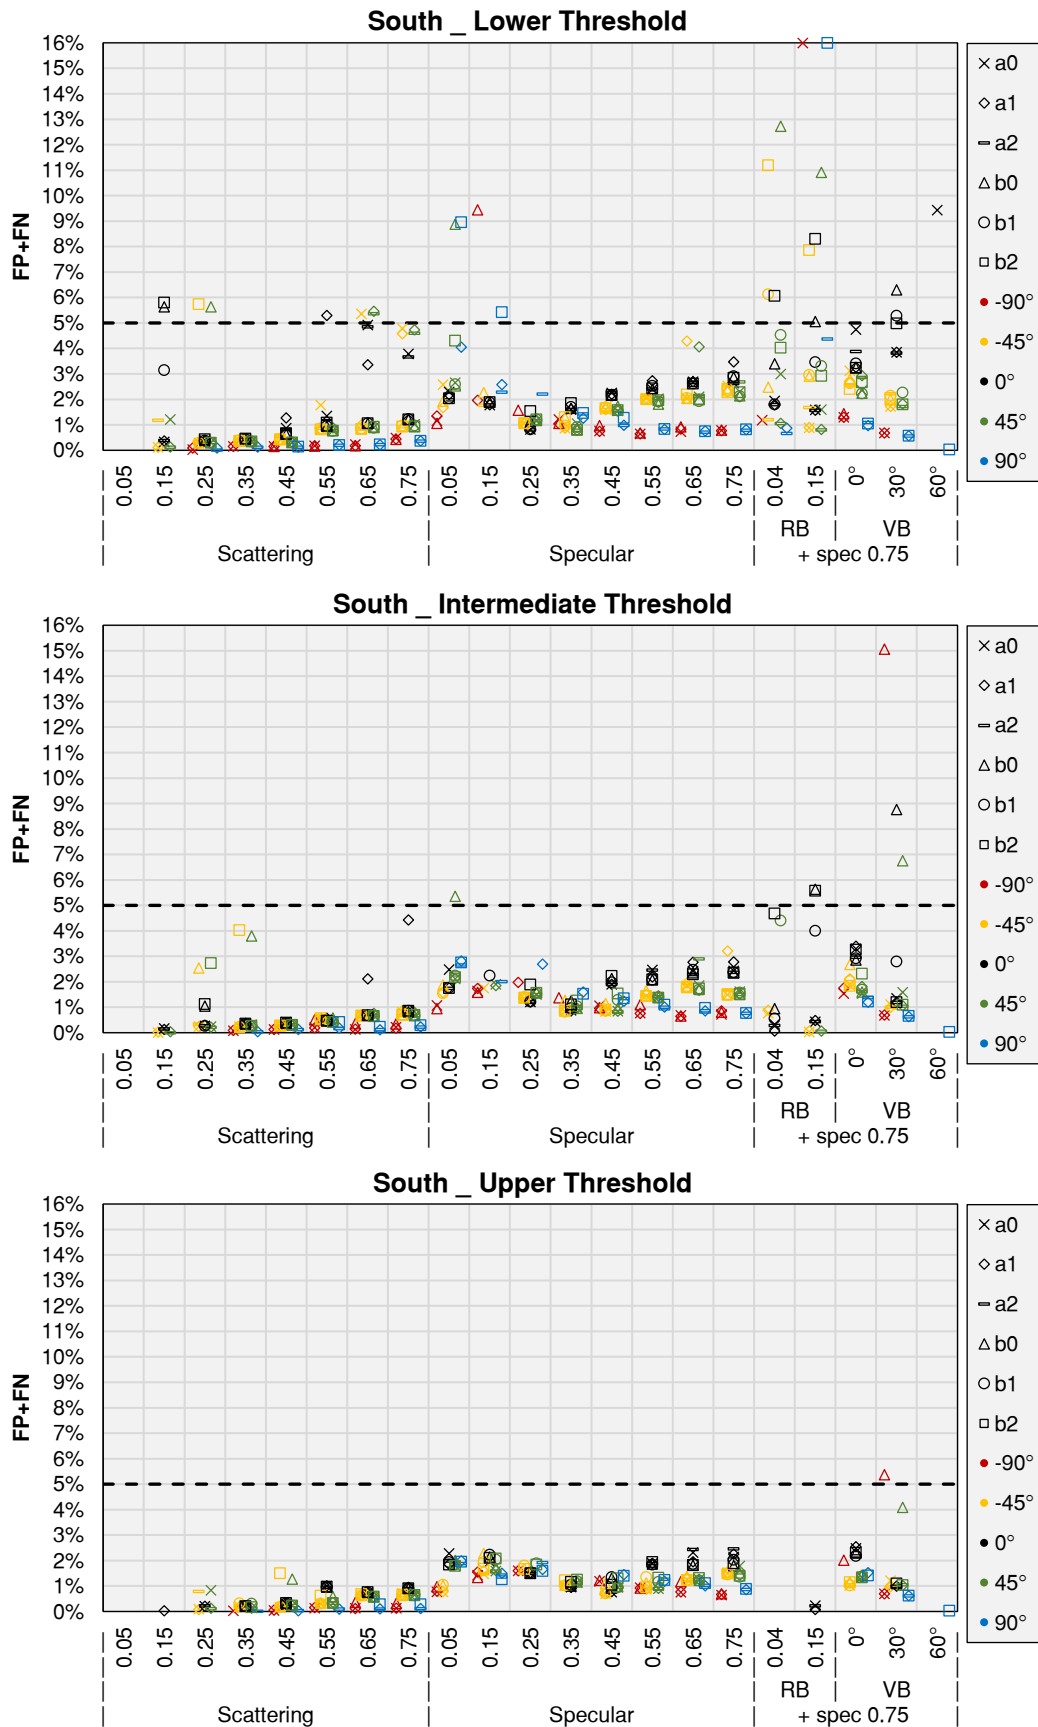 South _ Lower Threshold
16%
15%
14%
13%
12%
11%
10%
9%
8%
7%
6%
5%
4%
3%
2%
1%
0%
FP+FN
0.05 0.15 0.25 0.35 0.45 0.55 0.65 0.75 0.05 0.15 0.25 0.35 0.45 0.55 0.65 0.75 0.04 0.15 0° 30° 60°
RB VB
Scattering Specular + spec 0.75
a0
a1
a2
b0
b1
b2
-90°
-45°
0°
45°
90°
South _ Intermediate Threshold
16%
15%
14%
13%
12%
11%
10%
9%
8%
7%
6%
5%
4%
3%
2%
1%
0%
FP+FN
0.05 0.15 0.25 0.35 0.45 0.55 0.65 0.75 0.05 0.15 0.25 0.35 0.45 0.55 0.65 0.75 0.04 0.15 0° 30° 60°
RB VB
Scattering Specular + spec 0.75
a0
a1
a2
b0
b1
b2
-90°
-45°
0°
45°
90°
South _ Upper Threshold
16%
15%
14%
13%
12%
11%
10%
9%
8%
7%
6%
5%
4%
3%
2%
1%
0%
FP+FN
0.05 0.15 0.25 0.35 0.45 0.55 0.65 0.75 0.05 0.15 0.25 0.35 0.45 0.55 0.65 0.75 0.04 0.15 0° 30° 60°
RB VB
Scattering Specular + spec 0.75
a0
a1
a2
b0
b1
b2
-90°
-45°
0°
45°
90°